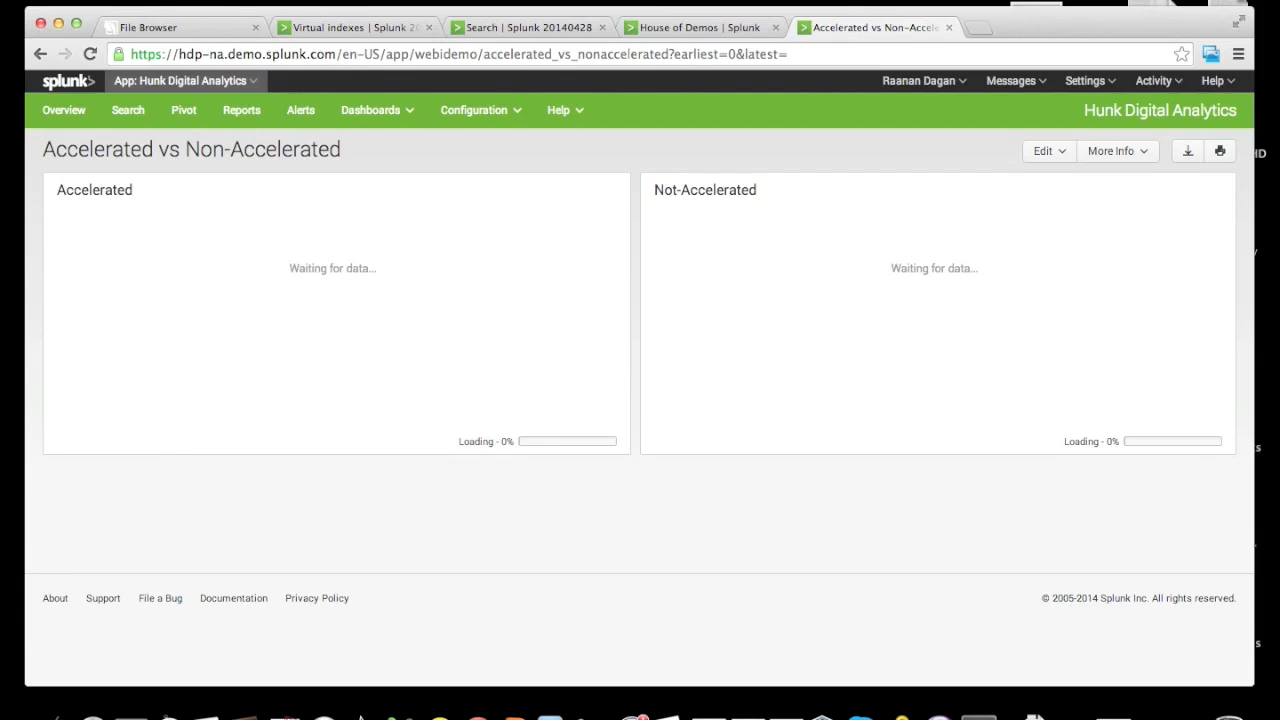 File Browser
Virtual indexes | Splunk 20
Search | Splunk 20140428
House of Demos | Splunk
Accelerated vs Non-Accele
https://hdp-na.demo.splunk.com/en-US/app/webidemo/accelerated_vs_nonaccelerated?earliest=0&latest=
splunk> App: Hunk Digital Analytics Raanan Dagan Messages Settings Activity Help
Overview Search Pivot Reports Alerts Dashboards Configuration Help Hunk Digital Analytics
Accelerated vs Non-Accelerated Edit More Info
Accelerated
Waiting for data...
Loading - 0%
Not-Accelerated
Waiting for data...
Loading - 0%
About Support File a Bug Documentation Privacy Policy © 2005-2014 Splunk Inc. All rights reserved.
HD